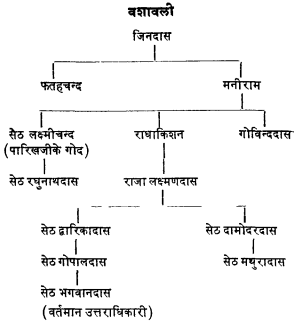 वशावली
जिनदास
फतहचन्द मनीराम
सेठ लक्ष्मीचन्द राधाकिशन गोविन्ददास
(पारिखजीके गोद)
सेठ रघुनाथदास राजा लक्ष्मणदास
सेठ द्वारिकादास सेठ दामोदरदास
सेठ गोपालदास सेठ मथुरादास
सेठ भगवानदास
(वर्तमान उत्तराधिकारी)